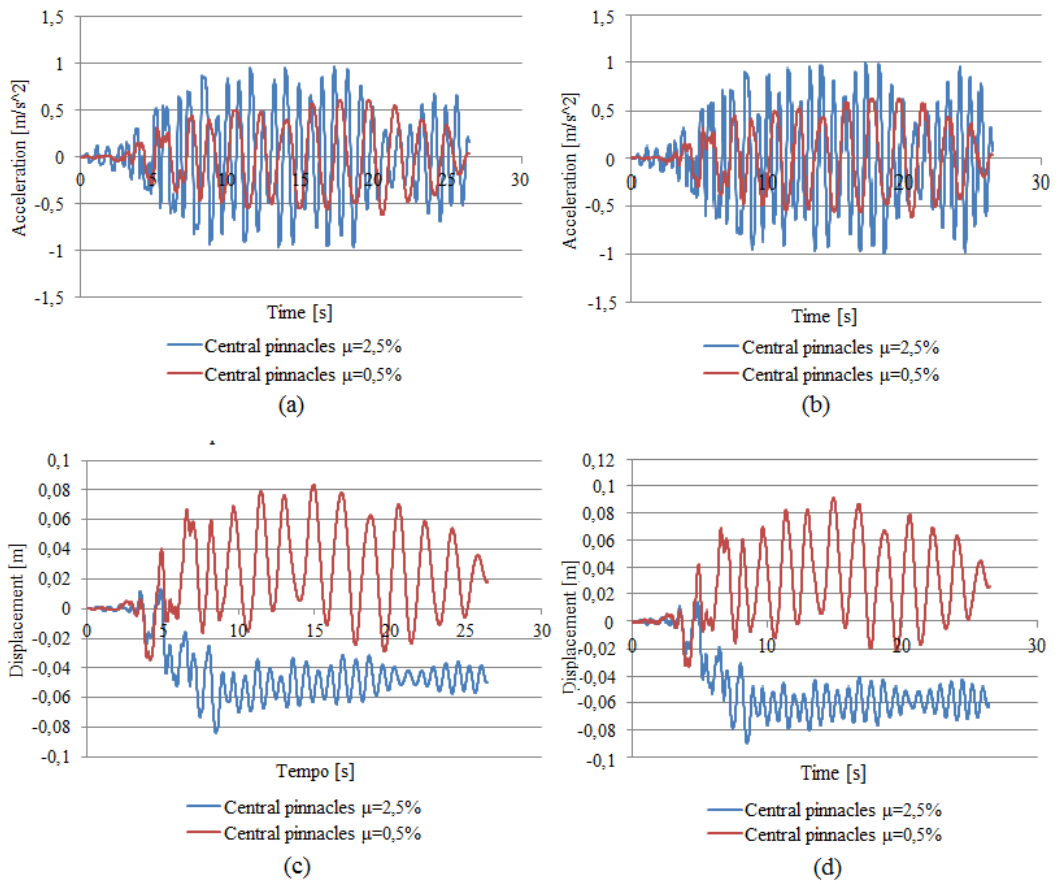 1,5
1
0,5
0
-0,5
-1
-1,5
0 5 10 15 20 25 30
Acceleration [m/s^2]
Time [s]
Central pinnacles µ=2,5%
Central pinnacles µ=0,5%
(a)
1,5
1
0,5
0
-0,5
-1
-1,5
0 10 20 30
Acceleration [m/s^2]
Time [s]
Central pinnacles µ=2,5%
Central pinnacles µ=0,5%
(b)
0,1
0,08
0,06
0,04
0,02
0
-0,02
-0,04
-0,06
-0,08
-0,1
0 5 10 15 20 25 30
Displacement [m]
Tempo [s]
Central pinnacles µ=2,5%
Central pinnacles µ=0,5%
(c)
0,12
0,1
0,08
0,06
0,04
0,02
0
-0,02
-0,04
-0,06
-0,08
-0,1
0 10 20 30
Displacement [m]
Time [s]
Central pinnacles µ=2,5%
Central pinnacles µ=0,5%
(d)